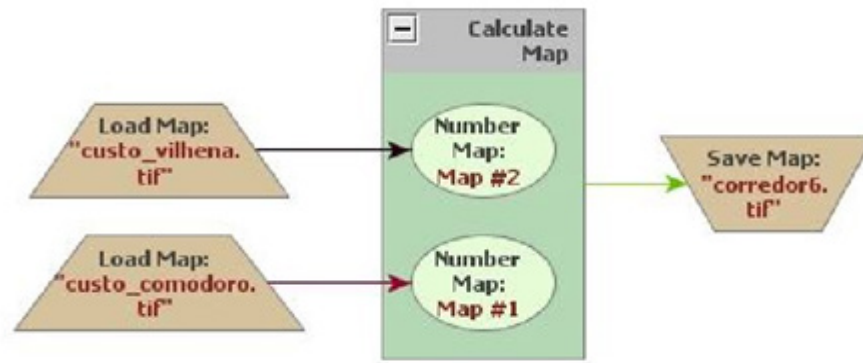 Calculate
Map
Load Map:
"custo_vilhena.
tif"
Number
Map:
Map #2
Save Map:
"corredor6.
tif"
Load Map:
"custo_comodoro.
tif"
Number
Map:
Map #1